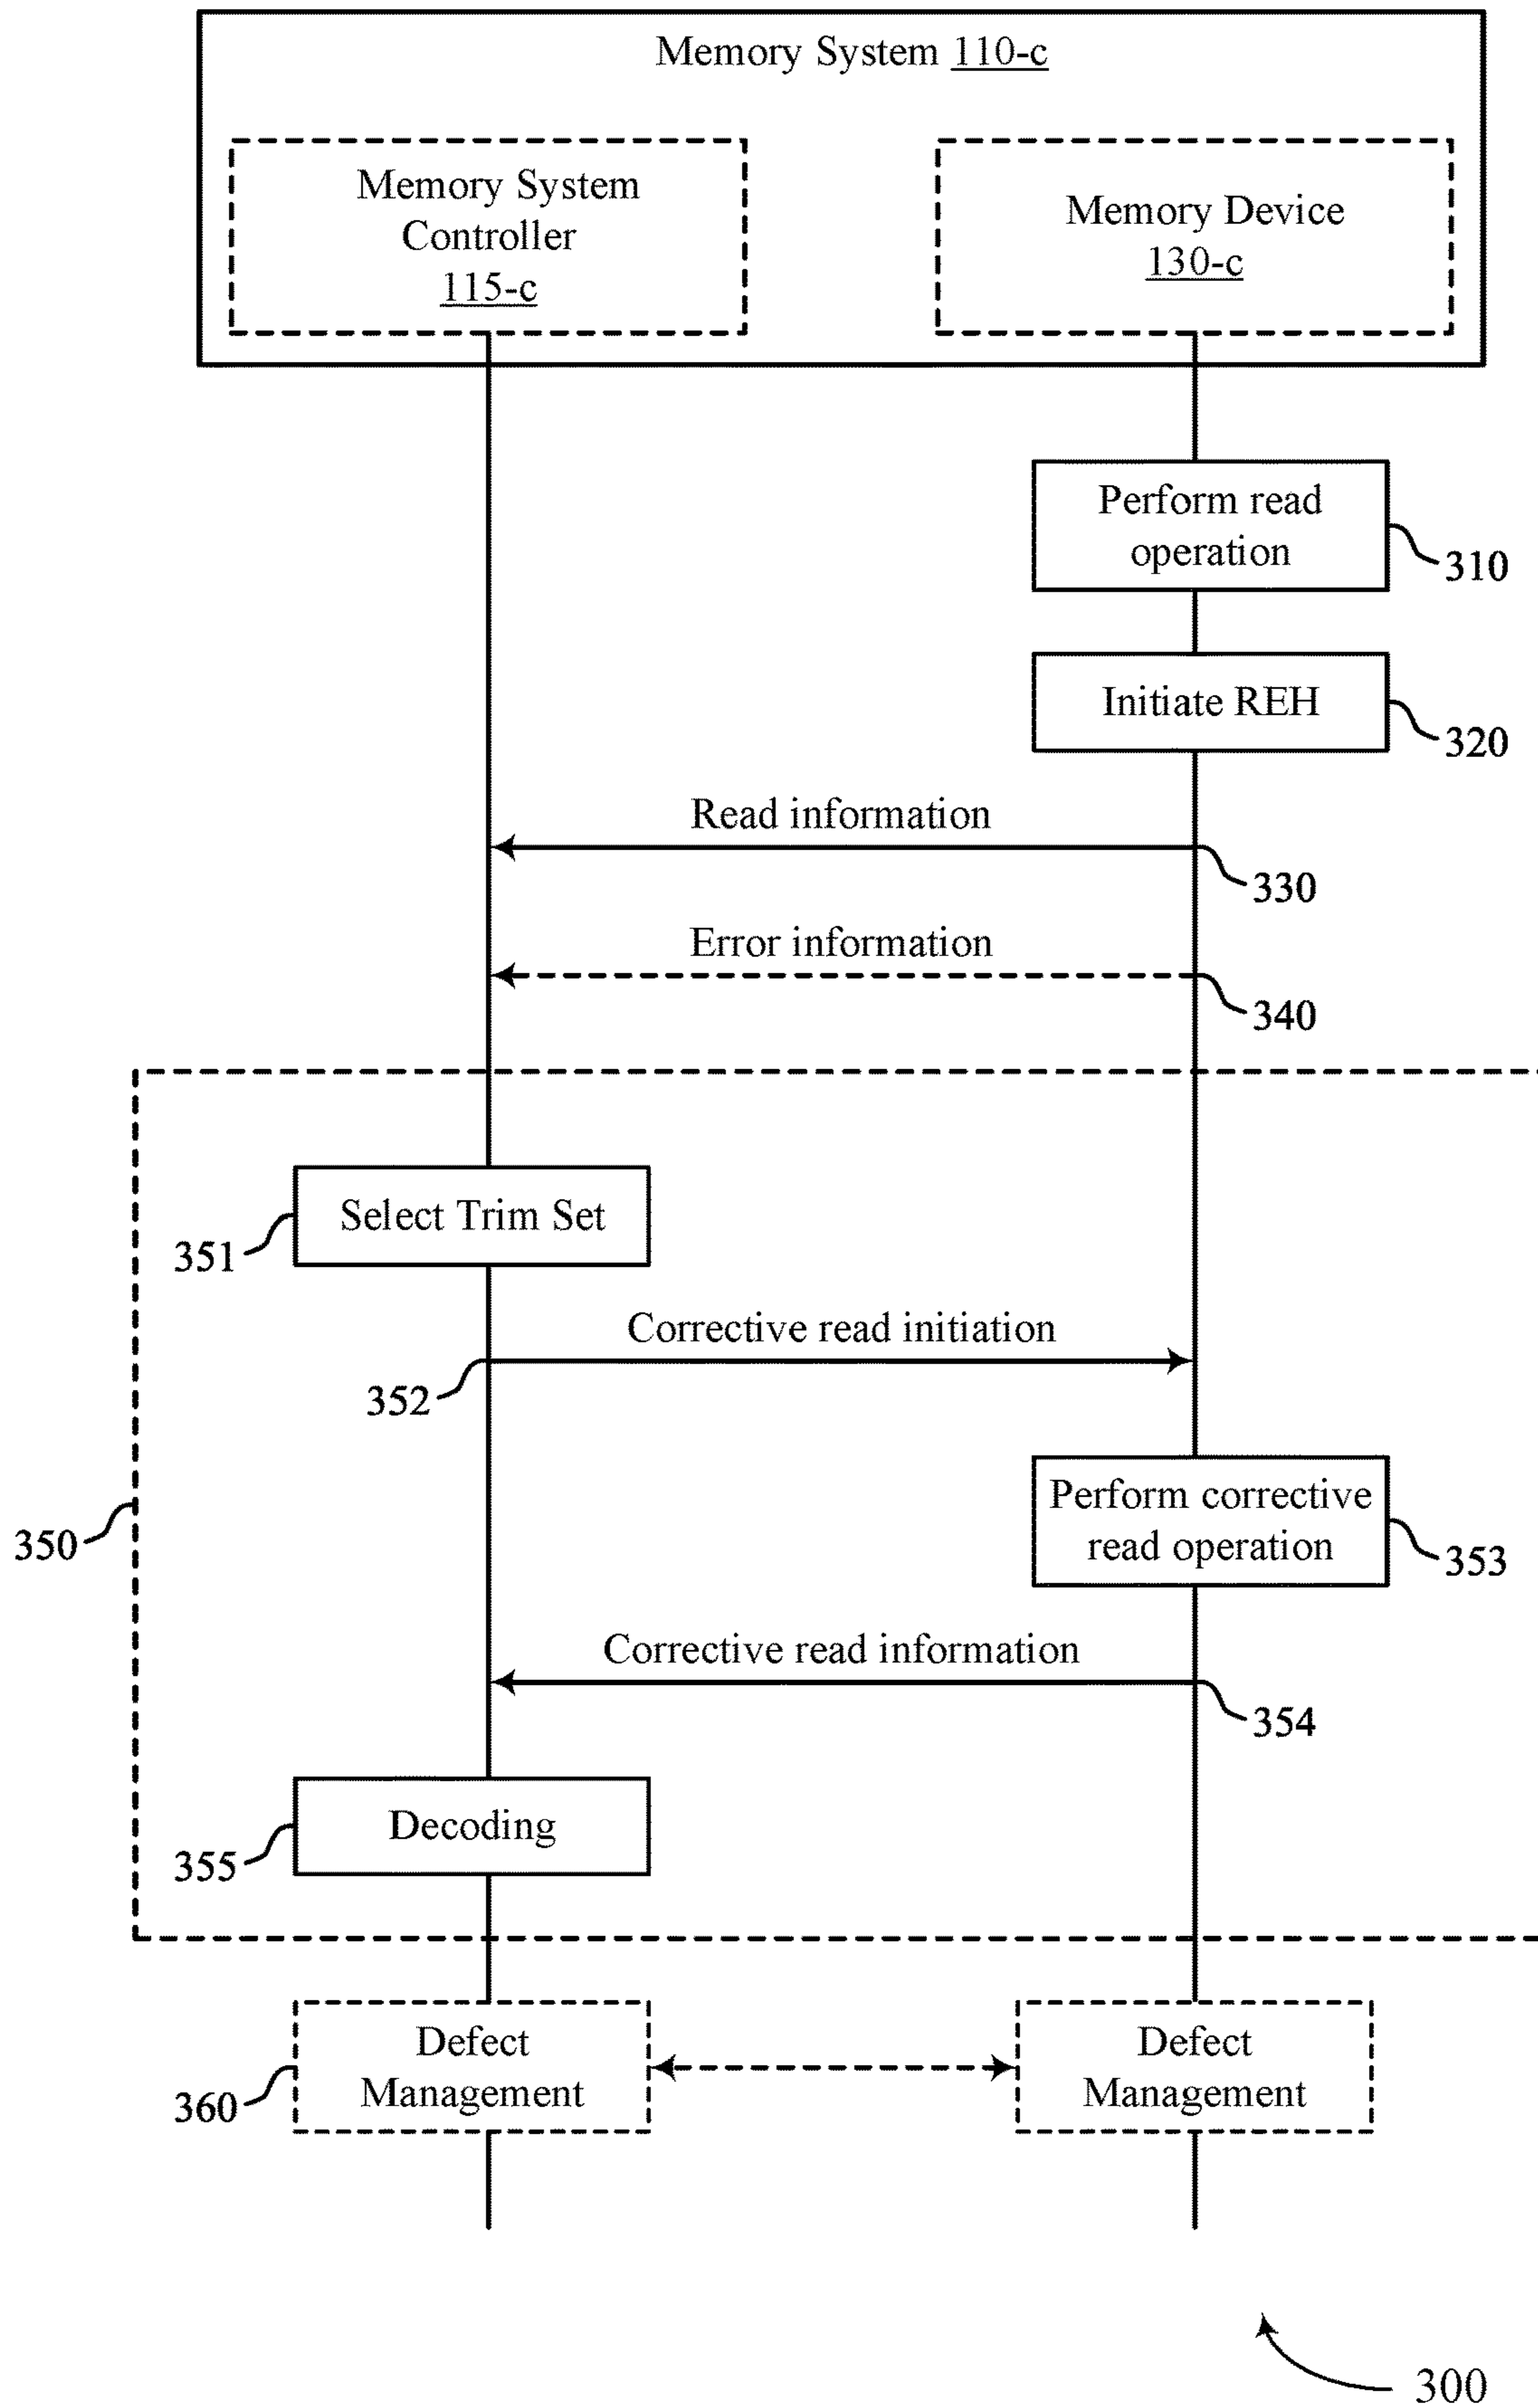 Memory System 110-c
Memory System
Controller
115-c
Memory Device
130-c
Perform read
operation
310
Initiate REH
320
Read information
330
Error information
340
Select Trim Set
351
Corrective read initiation
352
Perform corrective
read operation
353
350
Corrective read information
354
Decoding
355
Defect
Management
360
Defect
Management
300